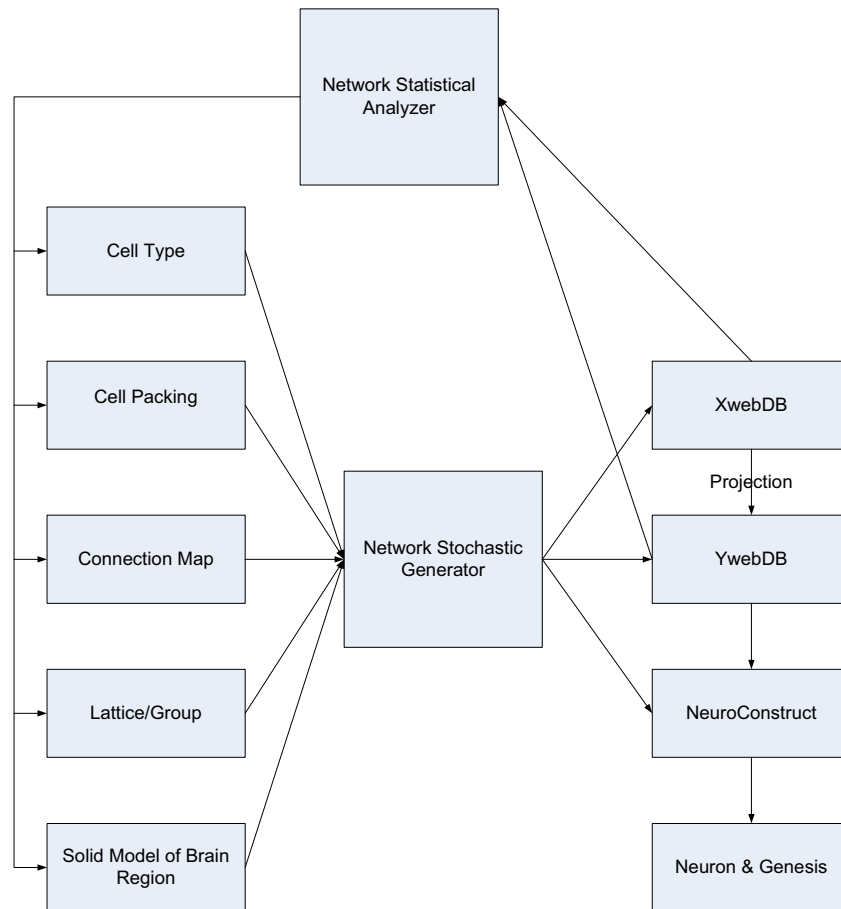 Network Statistical
Analyzer
Cell Type
Cell Packing
XwebDB
Projection
Connection Map
Network Stochastic
Generator
YwebDB
Lattice/Group
NeuroConstruct
Solid Model of Brain
Region
Neuron & Genesis